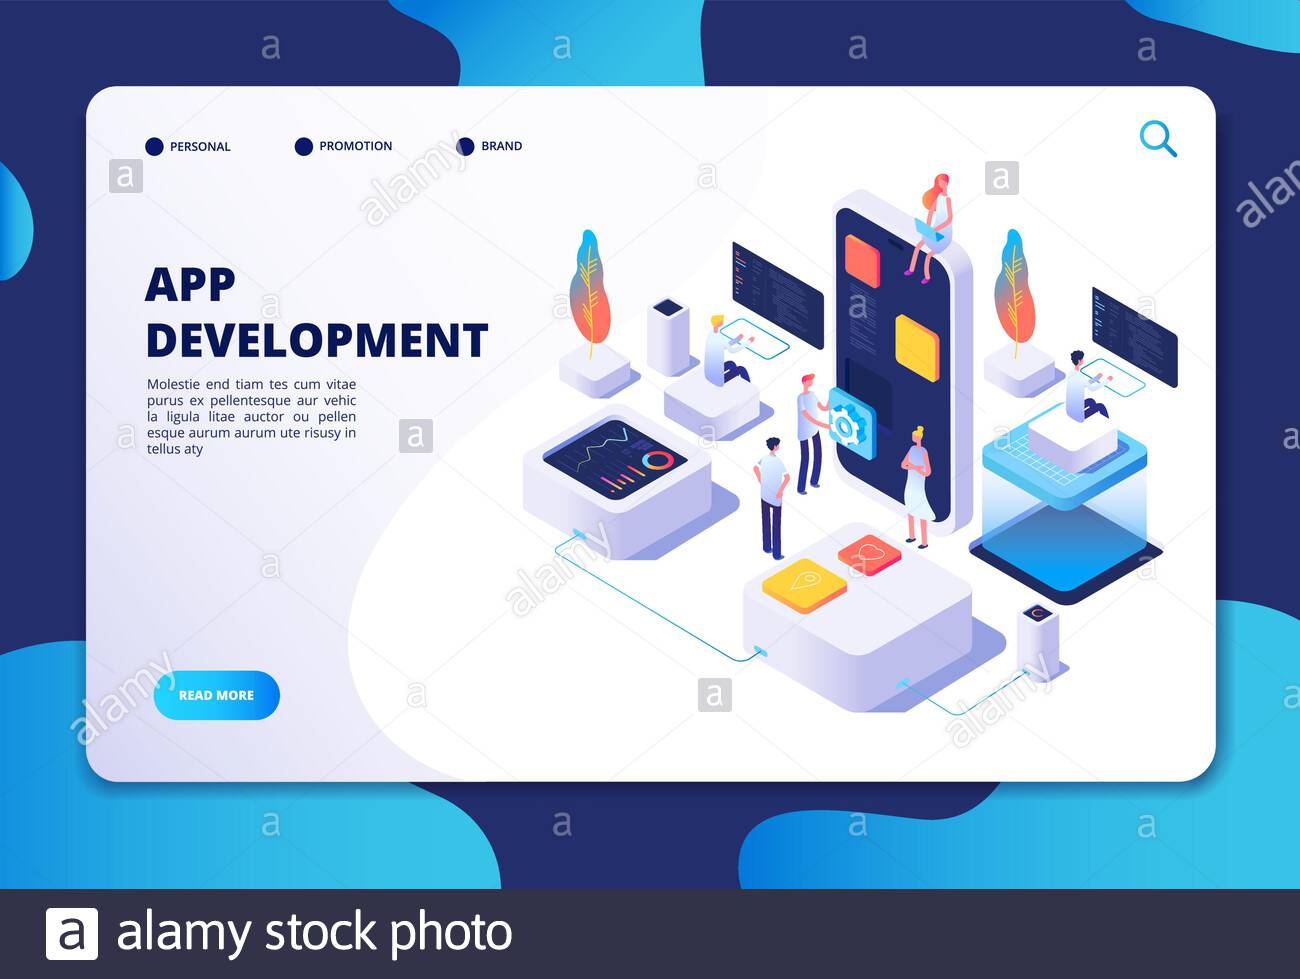 PERSONAL
PROMOTION
BRAND
APP
DEVELOPMENT
Molestie end tiam tes cum vitae
purus ex pellentesque aur vehic
la ligula litae auctor ou pellen
esque aurum aurum ute risusy in
tellus aty
READ MORE
a
alamy
a alamy stock photo